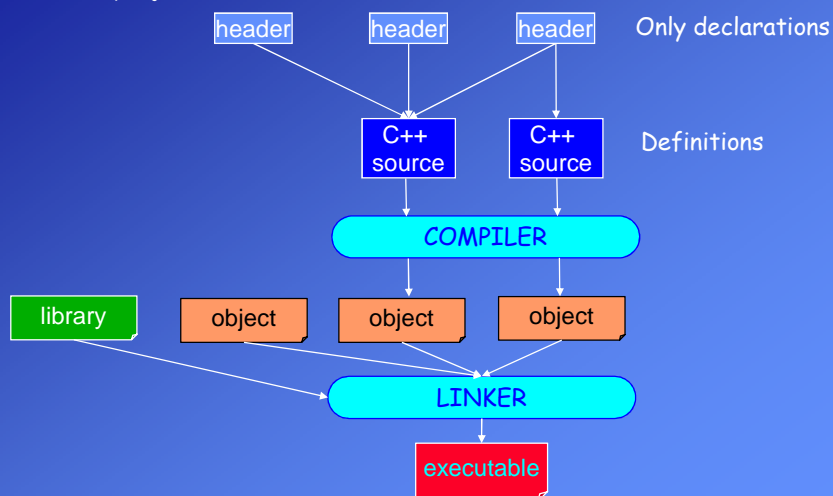 header
header
header
Only declarations
C++
source
C++
source
Definitions
COMPILER
library
object
object
object
LINKER
executable